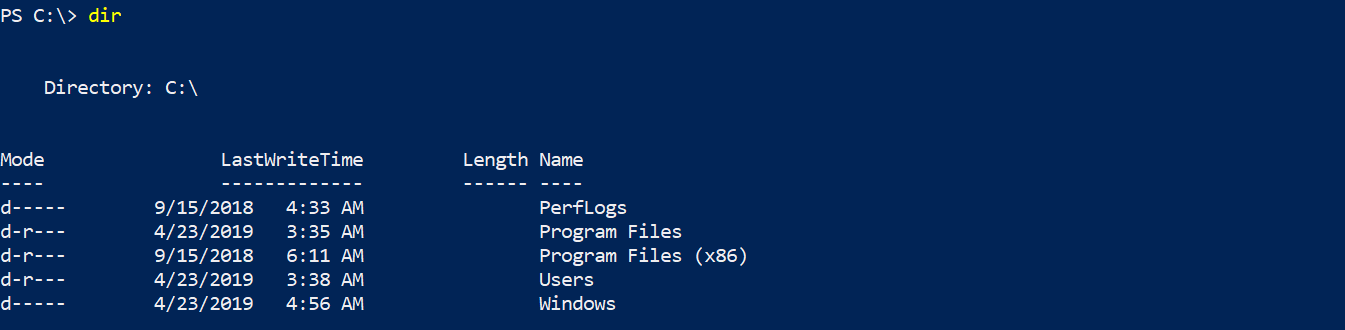 PS C:\> dir
Directory: C:\
Mode LastWriteTime Length Name
---- ------------- ------ ----
d----- 9/15/2018 4:33 AM PerfLogs
d-r--- 4/23/2019 3:35 AM Program Files
d-r--- 9/15/2018 6:11 AM Program Files (x86)
d-r--- 4/23/2019 3:38 AM Users
d----- 4/23/2019 4:56 AM Windows